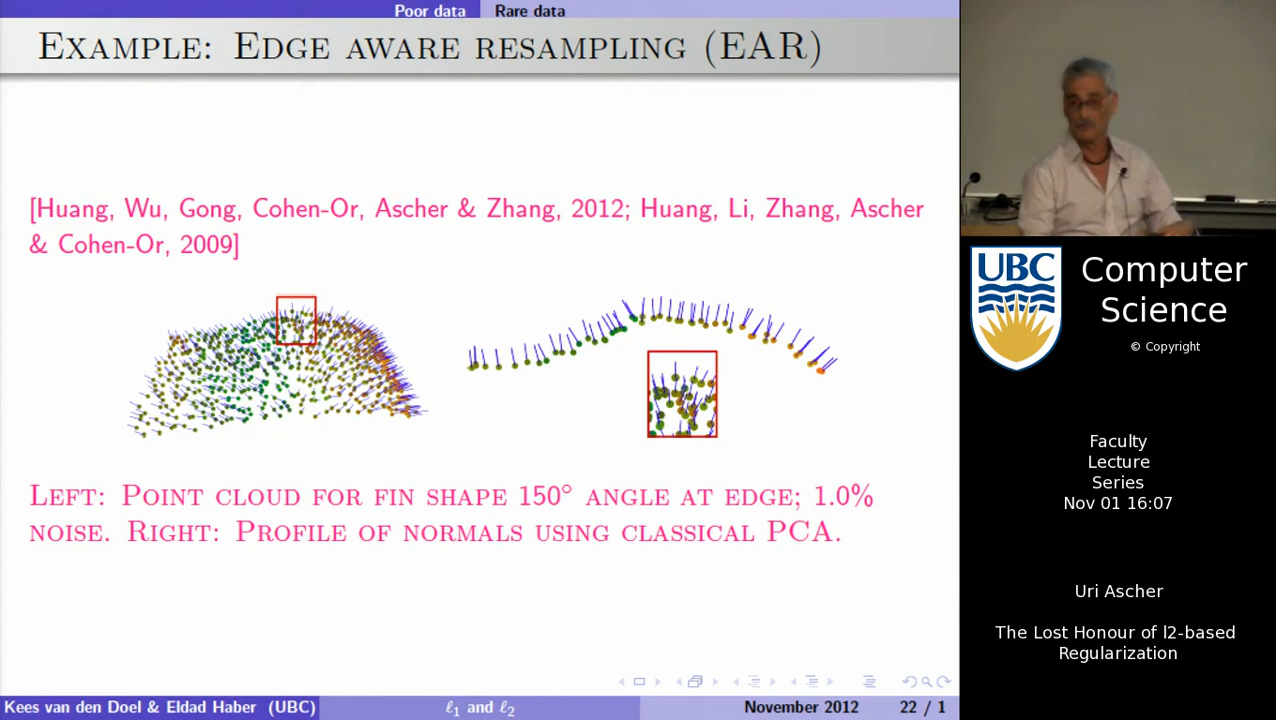 Poor data Rare data
Example: Edge aware resampling (EAR)
[Huang, Wu, Gong, Cohen-Or, Ascher & Zhang, 2012; Huang, Li, Zhang, Ascher
& Cohen-Or, 2009]
Left: Point cloud for fin shape 150° angle at edge; 1.0%
noise. Right: Profile of normals using classical PCA.
Kees van den Doel & Eldad Haber (UBC) ℓ1 and ℓ2 November 2012 22 / 1
UBC
Computer
Science
© Copyright
Faculty
Lecture
Series
Nov 01 16:07
Uri Ascher
The Lost Honour of l2-based
Regularization